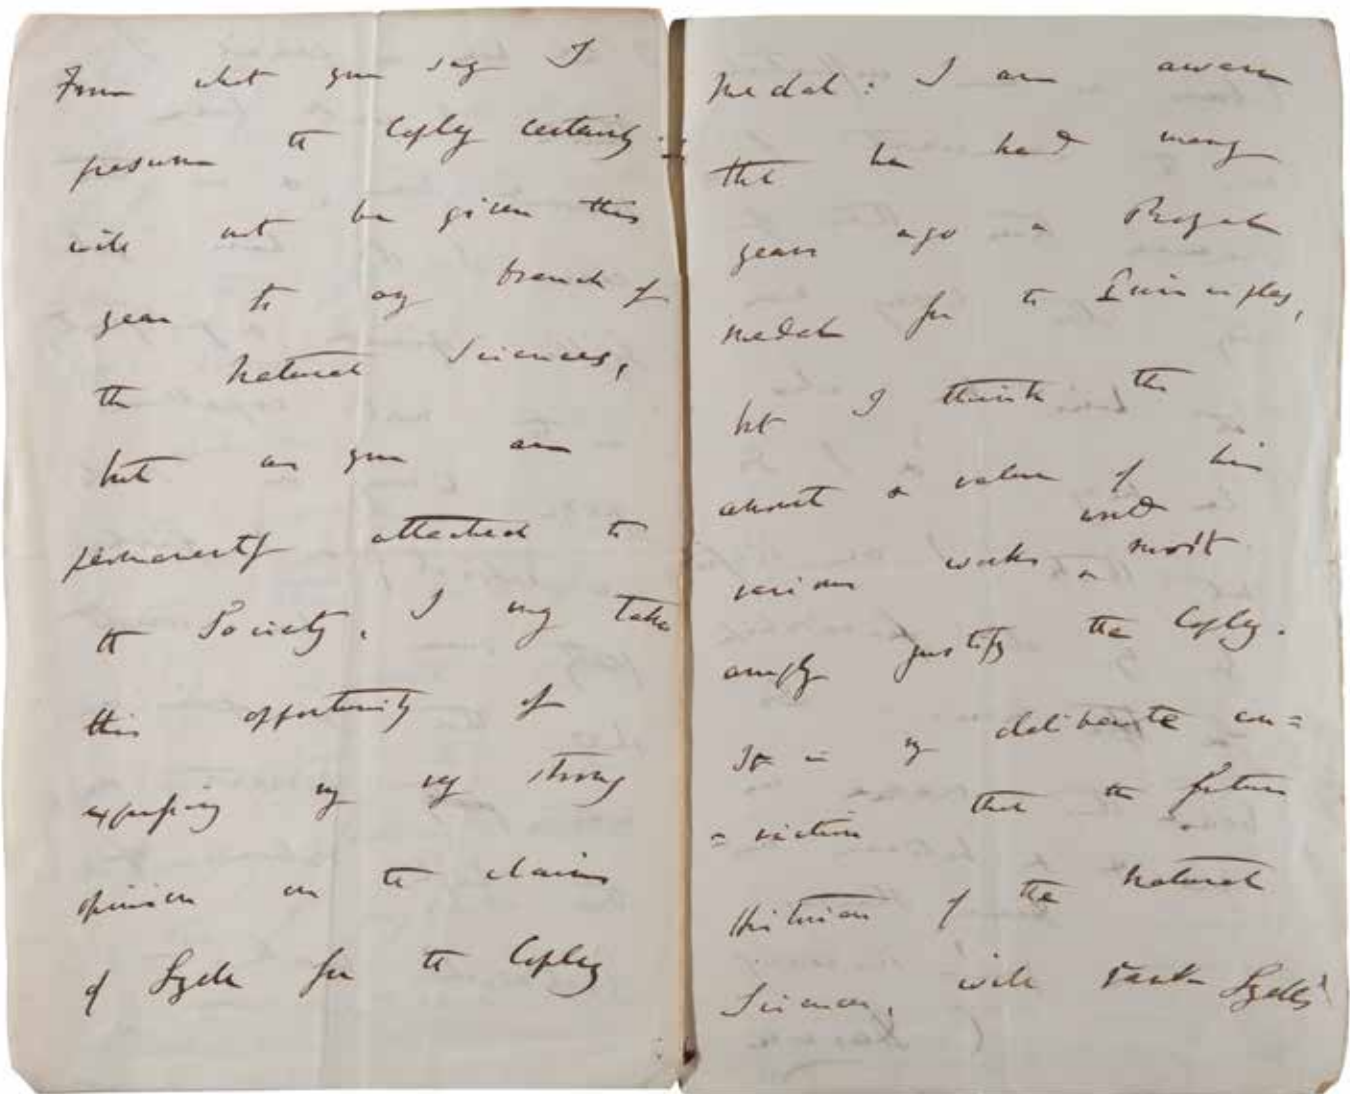 From what you say I
presume the Copley certainly
will not be given this
year to any branch of
the Natural Sciences,
but as you are
permanently attached to
the Society, I may take
this opportunity of
expressing my strong
opinion on the claims
of Lyell for the Copley
Medal: I am aware
that he had many
years ago a Royal
Medal for the Principles,
but I think the
amount & value of his
various works would most
amply justify the Copley.
It is my deliberate con=
=viction that the future
Historian of the Natural
Sciences, will rank Lyell's